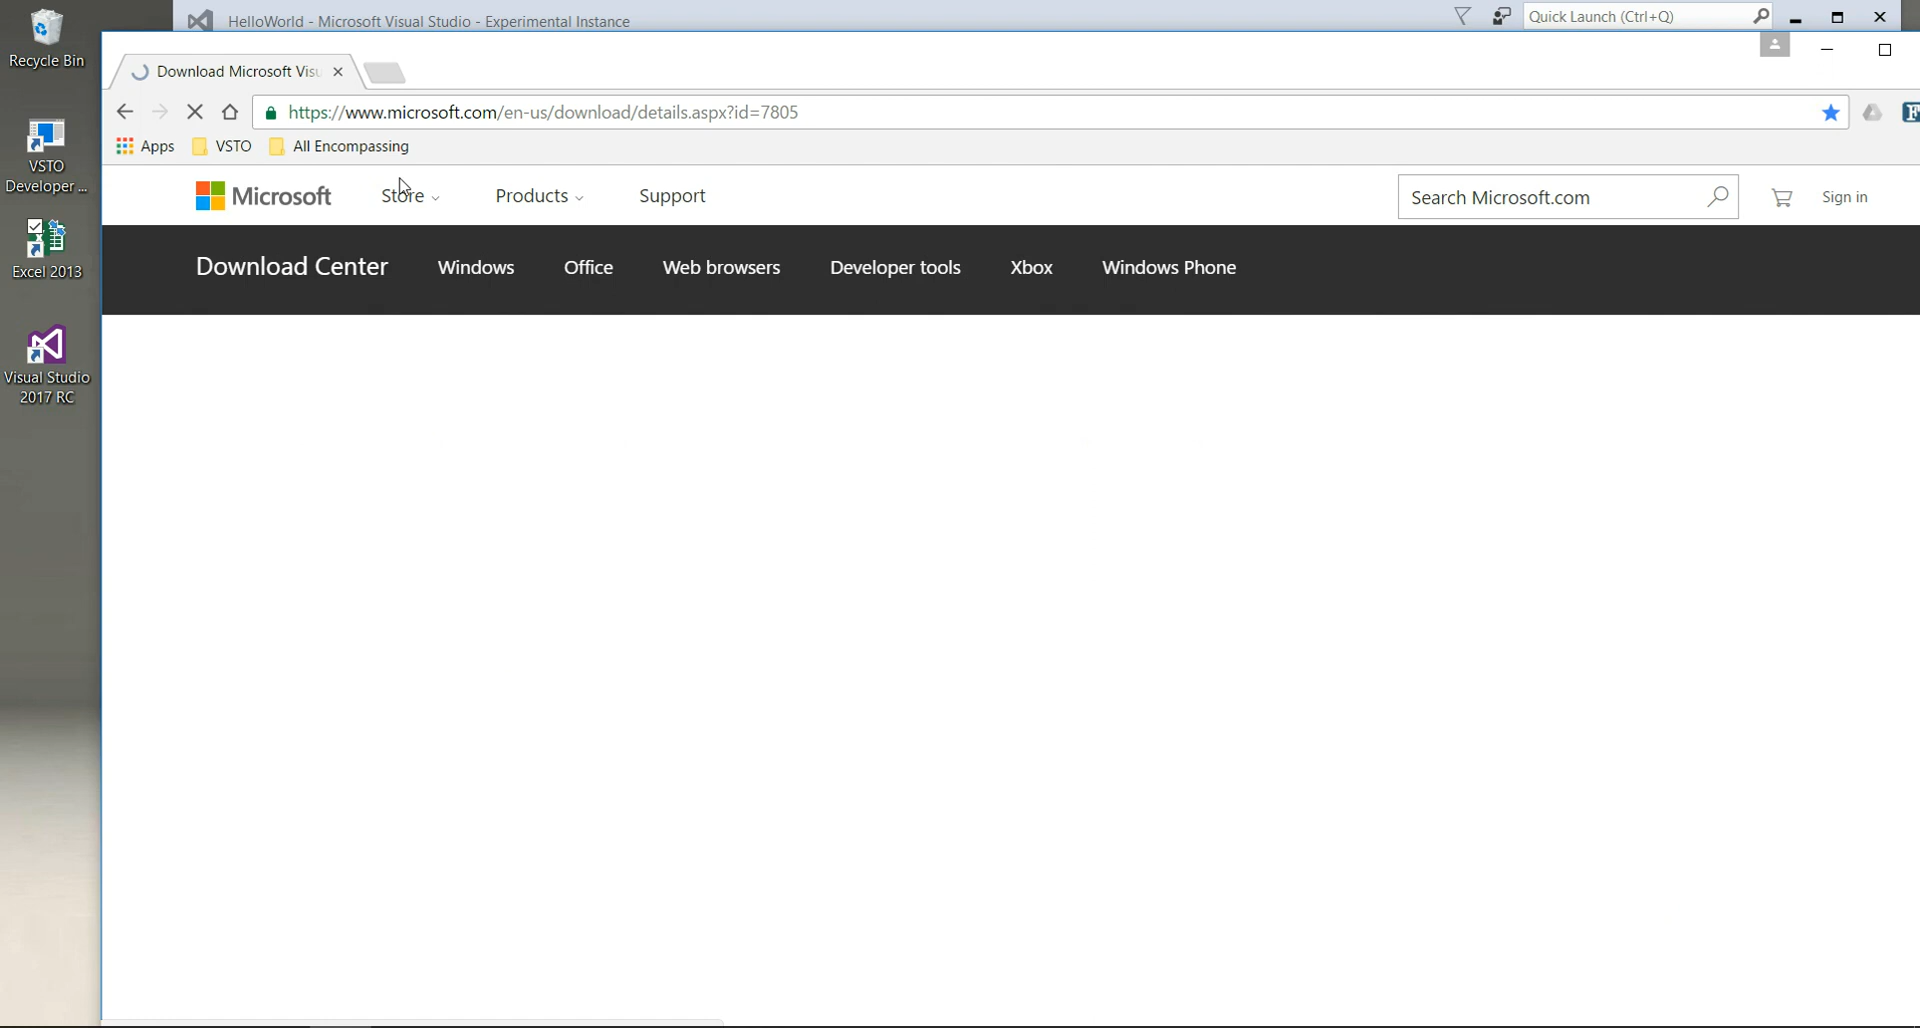 HelloWorld - Microsoft Visual Studio - Experimental Instance
Quick Launch (Ctrl+Q)
Recycle Bin
VSTO
Developer ...
Excel 2013
Visual Studio
2017 RC
Download Microsoft Visu
https://www.microsoft.com/en-us/download/details.aspx?id=7805
Apps VSTO All Encompassing
Microsoft Store Products Support Search Microsoft.com Sign in
Download Center Windows Office Web browsers Developer tools Xbox Windows Phone